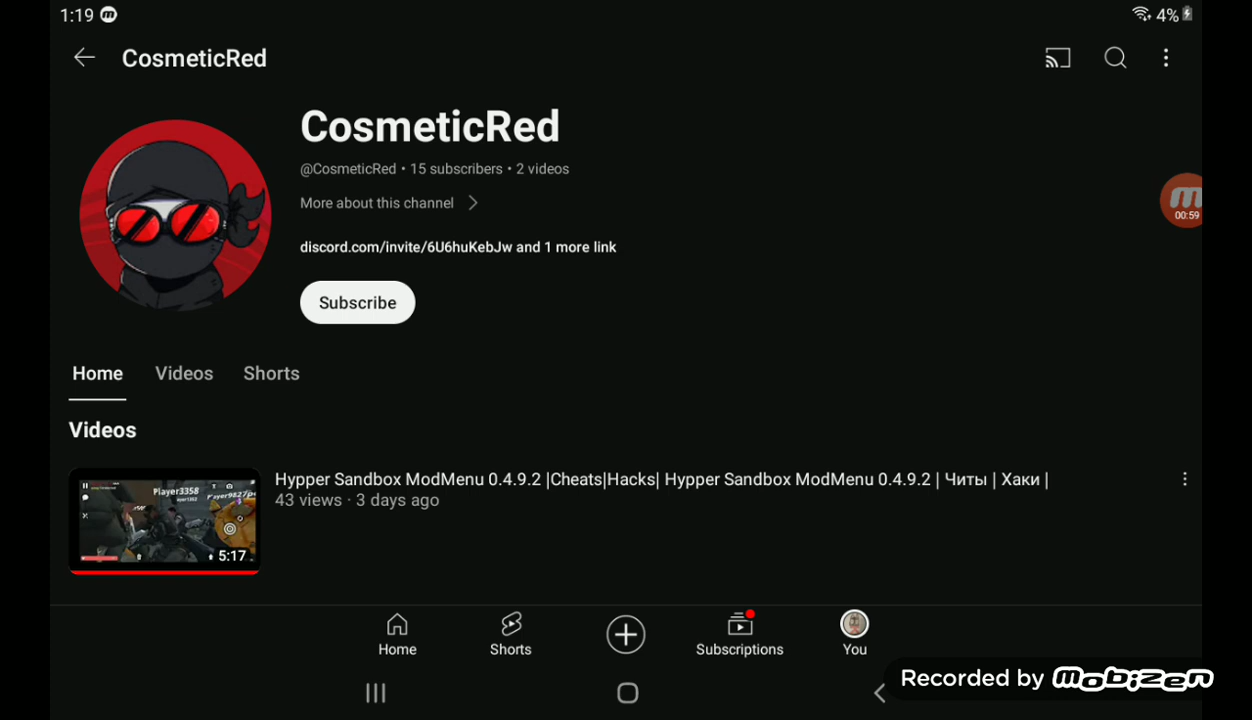 1:19 m 4%
CosmeticRed
CosmeticRed
@CosmeticRed • 15 subscribers • 2 videos
More about this channel
00:59
discord.com/invite/6U6huKebJw and 1 more link
Subscribe
Home Videos Shorts
Videos
Hypper Sandbox ModMenu 0.4.9.2 |Cheats|Hacks| Hypper Sandbox ModMenu 0.4.9.2 | Читы | Хаки |
43 views · 3 days ago
Player3358
5:17
Home Shorts Subscriptions You
Recorded by mobizen